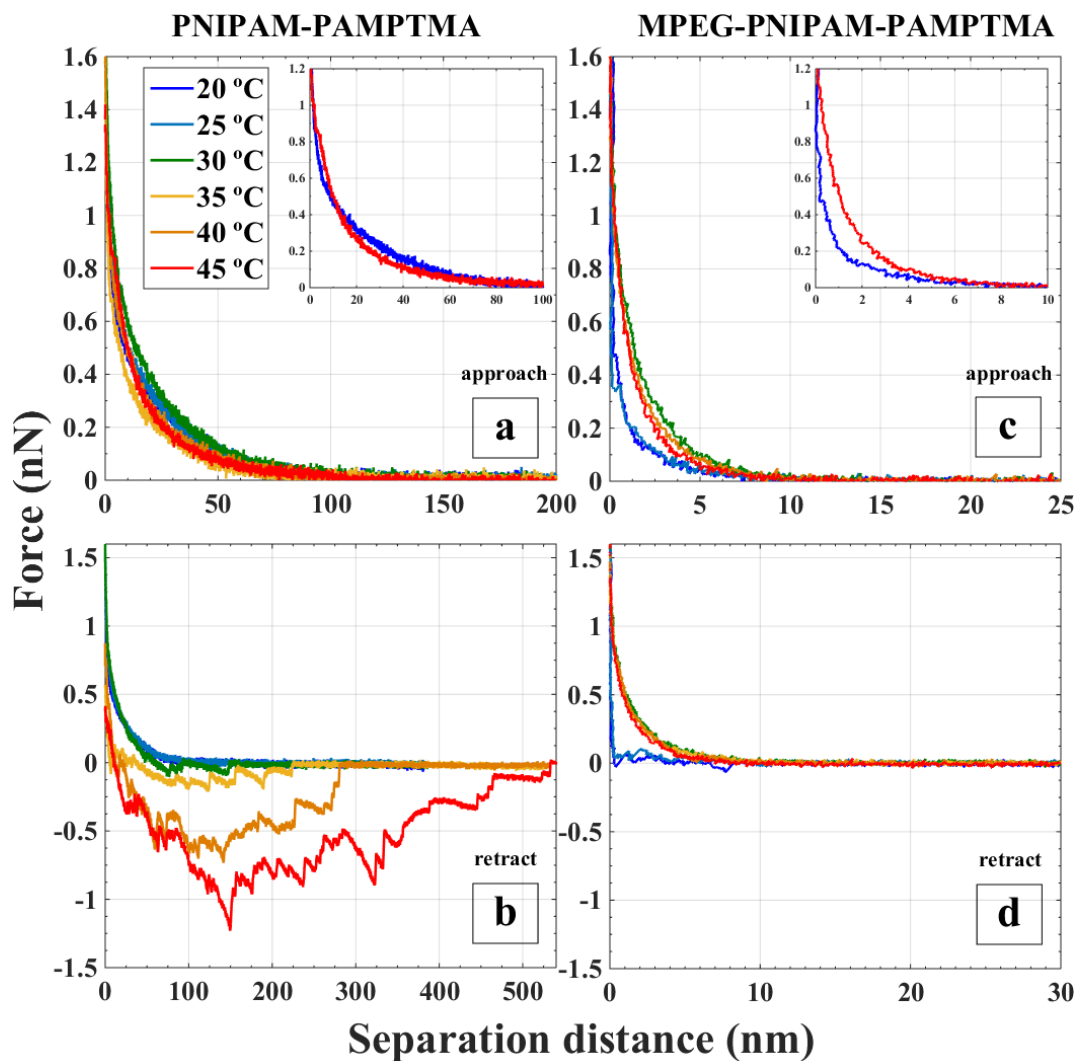 PNIPAM-PAMPTMA
MPEG-PNIPAM-PAMPTMA
Force (nN)
1.6
1.4
1.2
1
0.8
0.6
0.4
0.2
0
0 50 100 150 200
20 ºC
25 ºC
30 ºC
35 ºC
40 ºC
45 ºC
1.2
1
0.8
0.6
0.4
0.2
0
0 20 40 60 80 100
approach
a
1.6
1.4
1.2
1
0.8
0.6
0.4
0.2
0
0 5 10 15 20 25
1.2
1
0.8
0.6
0.4
0.2
0
0 2 4 6 8 10
approach
c
1.5
1
0.5
0
-0.5
-1
-1.5
0 100 200 300 400 500
retract
b
1.5
1
0.5
0
-0.5
-1
-1.5
0 10 20 30
retract
d
Separation distance (nm)